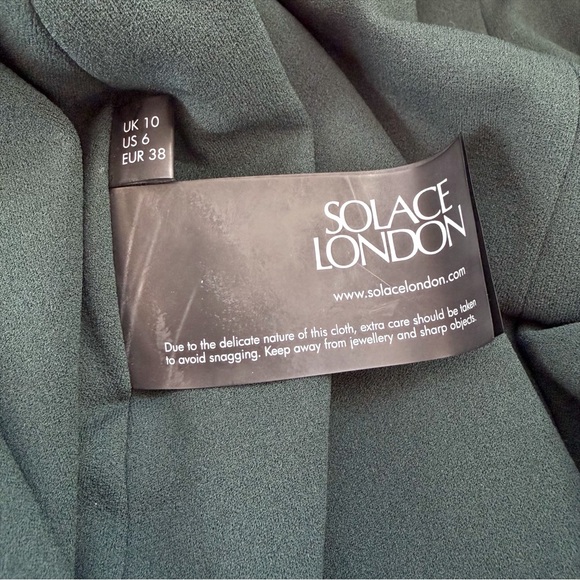 UK 10
US 6
EUR 38
SOLACE
LONDON
www.solacelondon.com
Due to the delicate nature of this cloth, extra care should be taken
to avoid snagging. Keep away from jewellery and sharp objects.